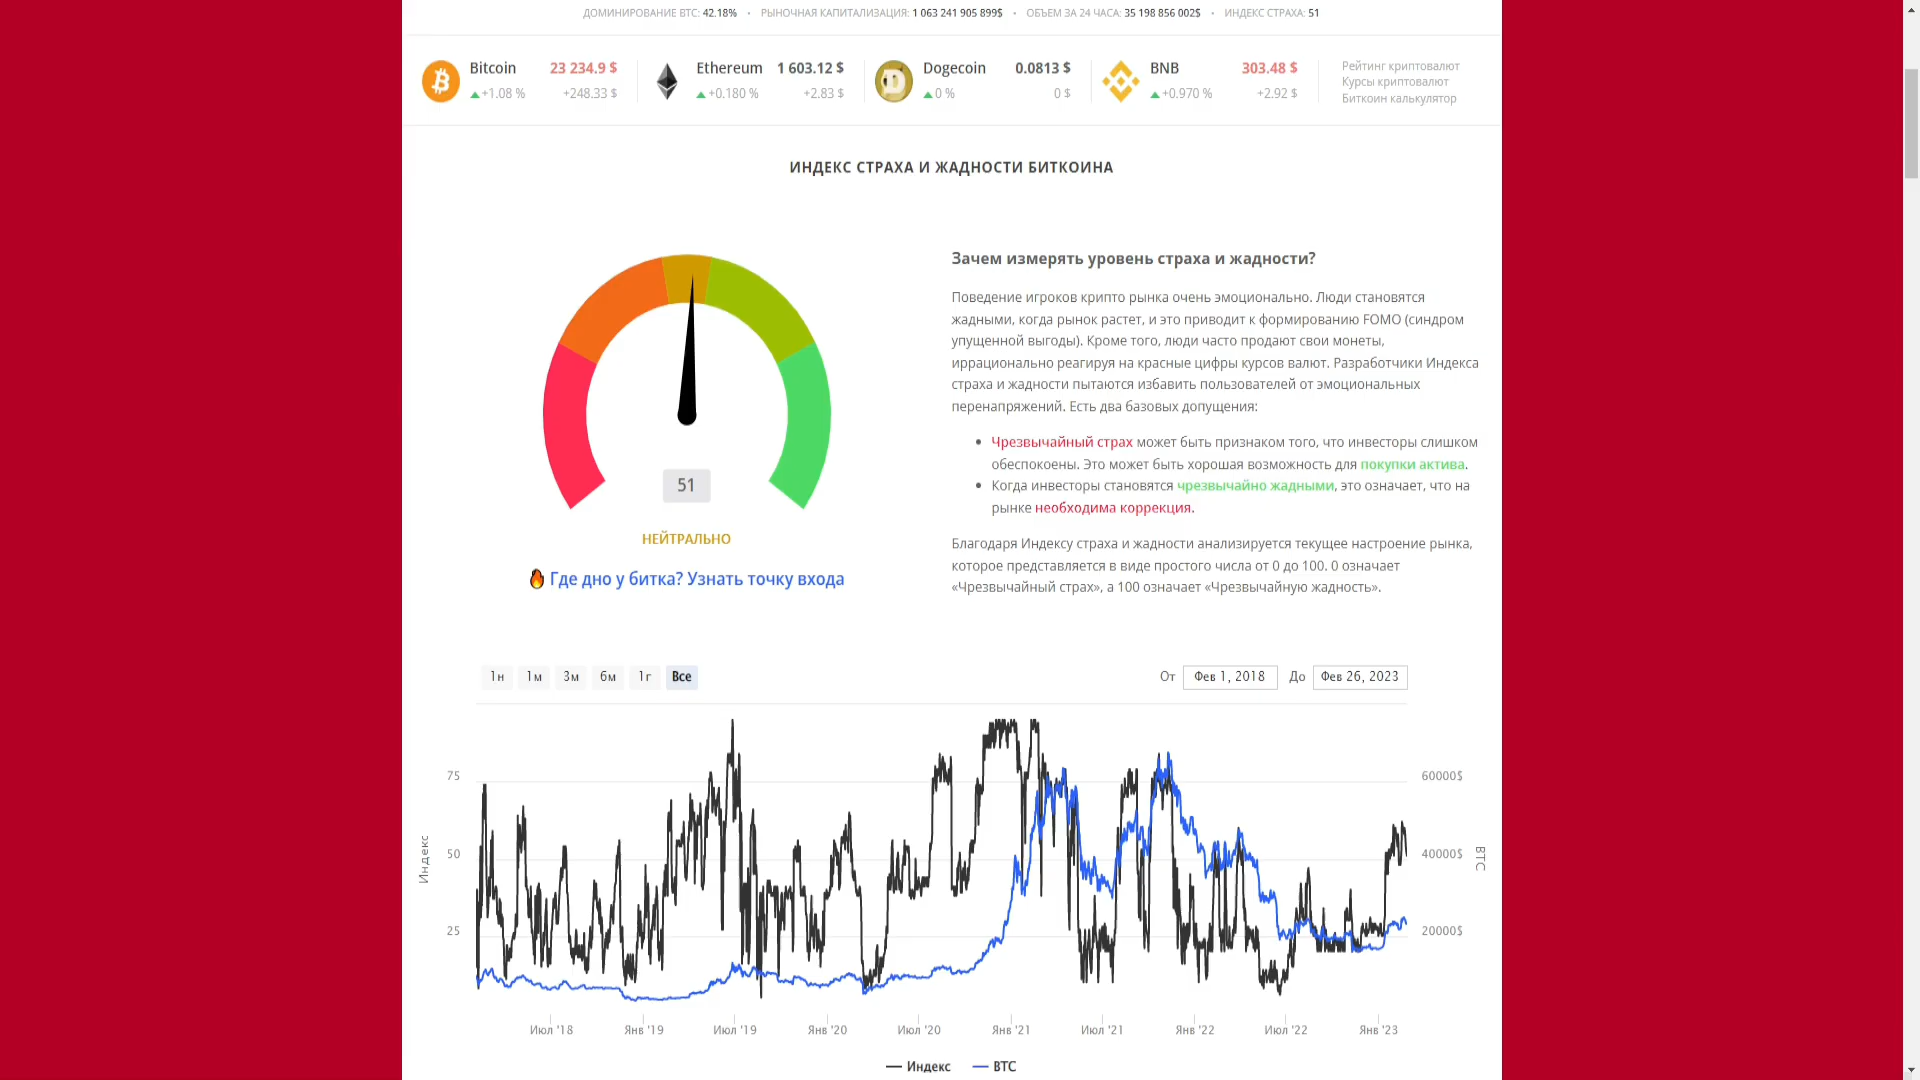 ДОМИНИРОВАНИЕ BTC: 42.18% • РЫНОЧНАЯ КАПИТАЛИЗАЦИЯ: 1 063 241 905 899$ • ОБЪЕМ ЗА 24 ЧАСА: 35 198 856 002$ • ИНДЕКС СТРАХА: 51
Bitcoin 23 234.9 $
+1.08 % +248.33 $
Ethereum 1 603.12 $
+0.180 % +2.83 $
Dogecoin 0.0813 $
0 % 0 $
BNB 303.48 $
+0.970 % +2.92 $
Рейтинг криптовалют
Курсы криптовалют
Биткоин калькулятор
ИНДЕКС СТРАХА И ЖАДНОСТИ БИТКОИНА
51
НЕЙТРАЛЬНО
Где дно у битка? Узнать точку входа
Зачем измерять уровень страха и жадности?
Поведение игроков крипто рынка очень эмоционально. Люди становятся
жадными, когда рынок растет, и это приводит к формированию FOMO (синдром
упущенной выгоды). Кроме того, люди часто продают свои монеты,
иррационально реагируя на красные цифры курсов валют. Разработчики Индекса
страха и жадности пытаются избавить пользователей от эмоциональных
перенапряжений. Есть два базовых допущения:
• Чрезвычайный страх может быть признаком того, что инвесторы слишком
обеспокоены. Это может быть хорошая возможность для покупки актива.
• Когда инвесторы становятся чрезвычайно жадными, это означает, что на
рынке необходима коррекция.
Благодаря Индексу страха и жадности анализируется текущее настроение рынка,
которое представляется в виде простого числа от 0 до 100. 0 означает
«Чрезвычайный страх», а 100 означает «Чрезвычайную жадность».
1н 1м 3м 6м 1г Все
От Фев 1, 2018 До Фев 26, 2023
75 60000$
50 40000$
25 20000$
Индекс
BTC
Июл '18 Янв '19 Июл '19 Янв '20 Июл '20 Янв '21 Июл '21 Янв '22 Июл '22 Янв '23
Индекс BTC